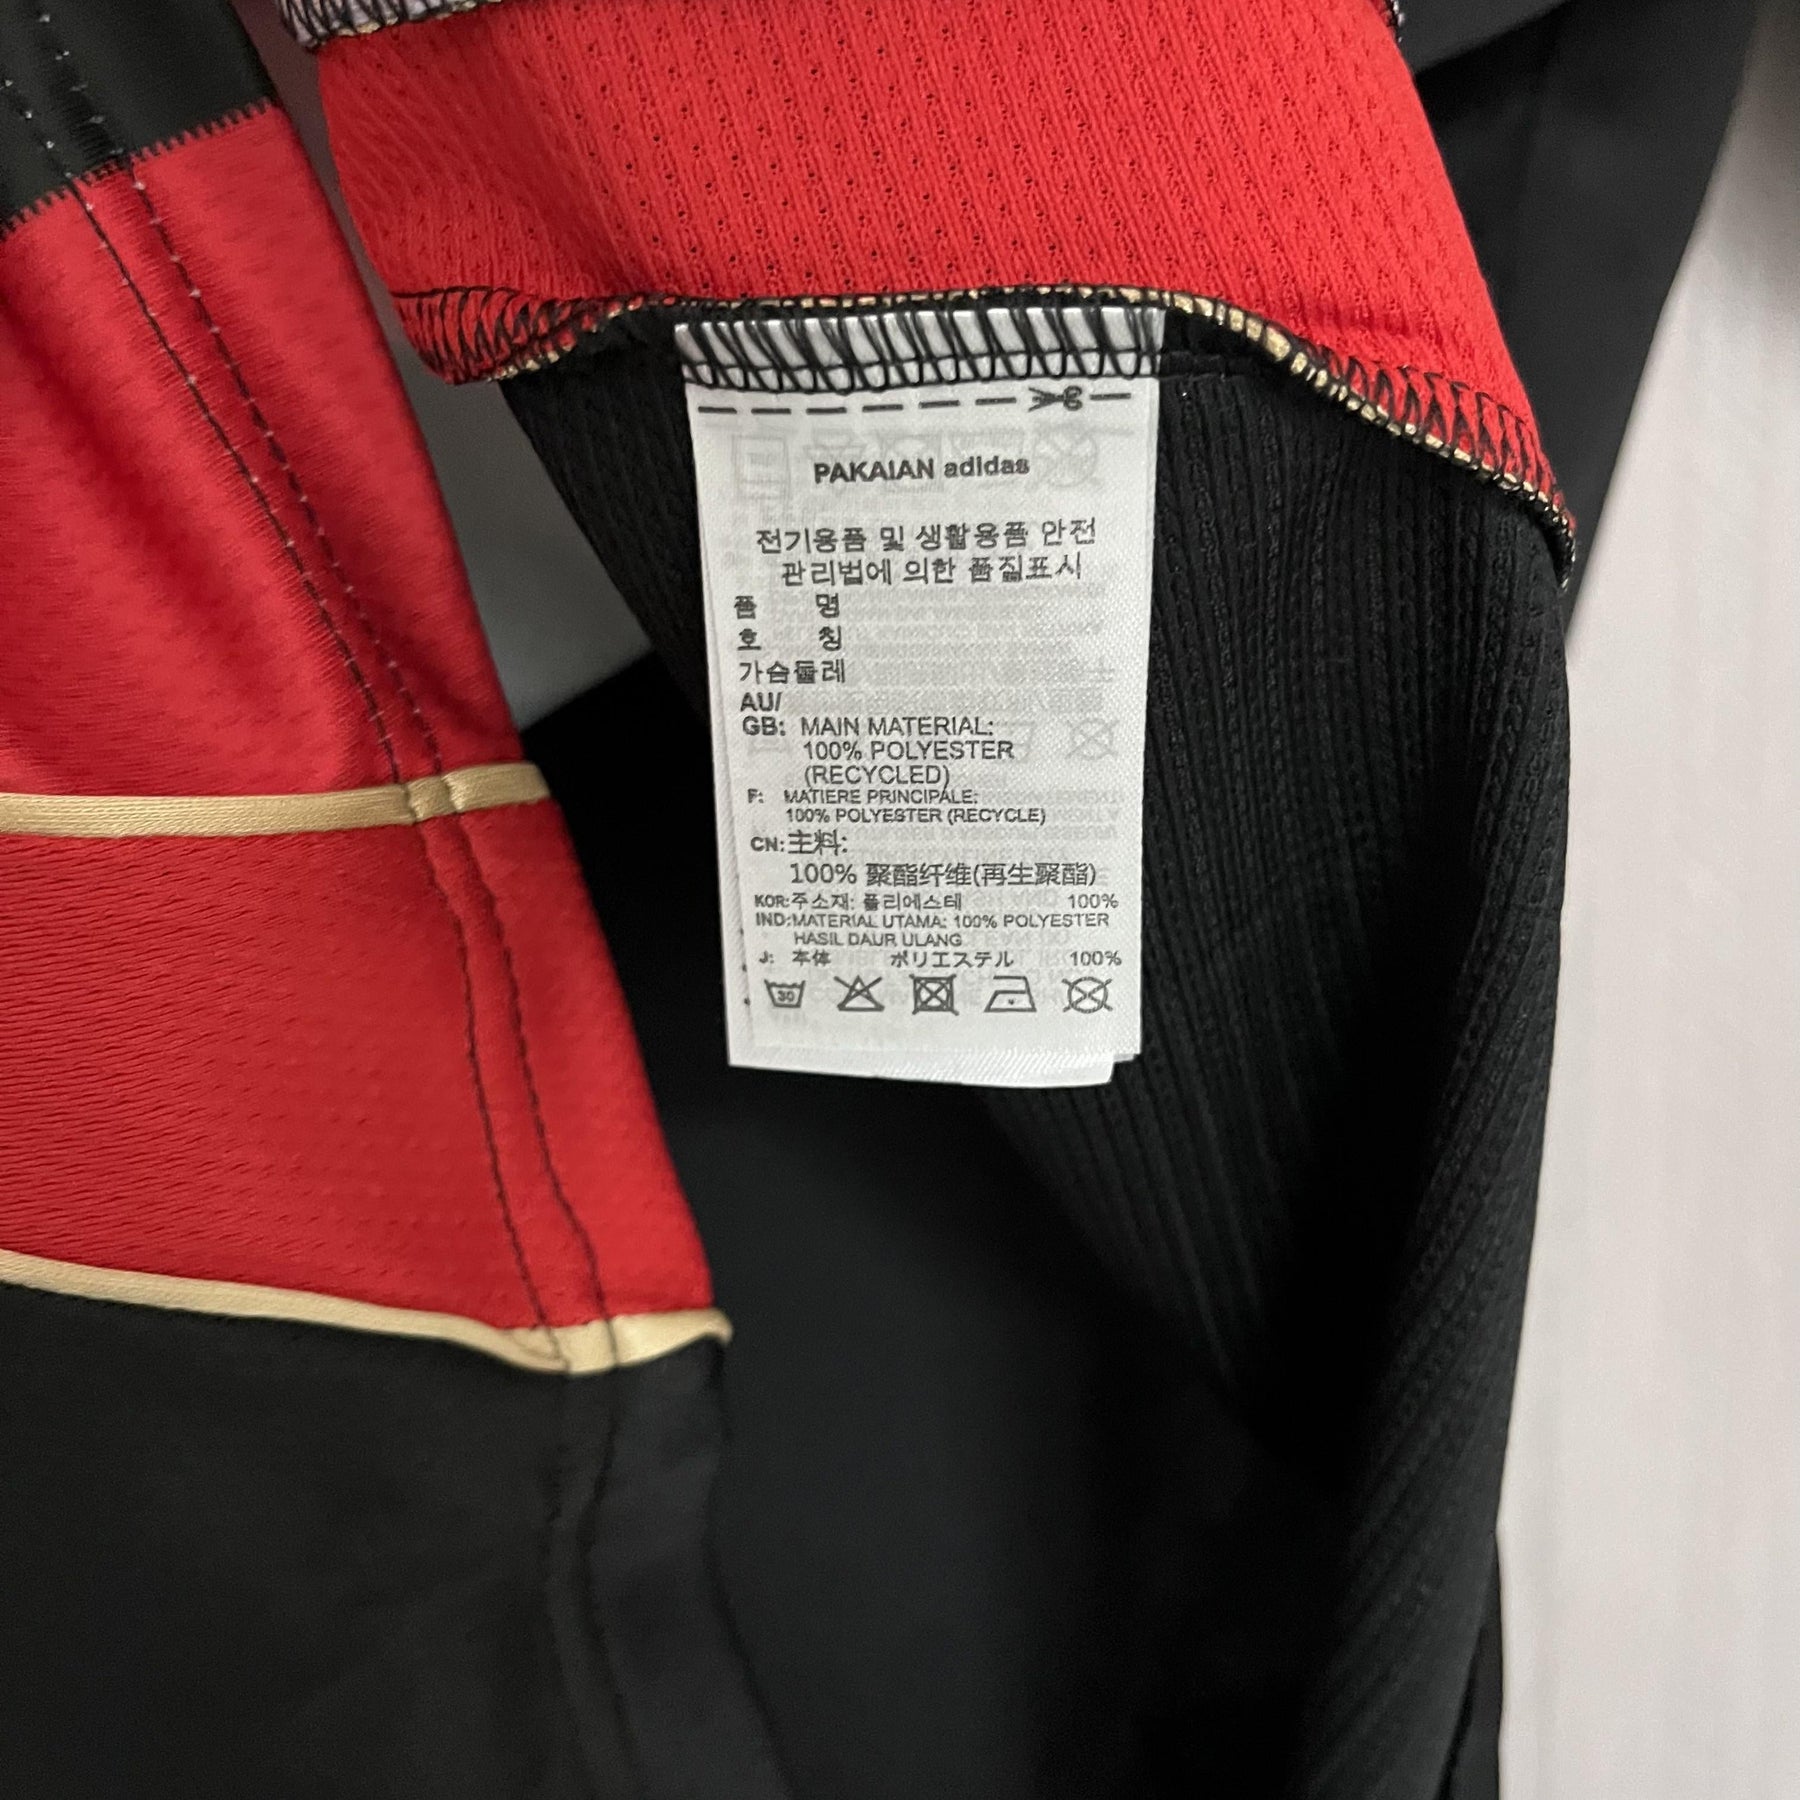 PAKAIAN adidas
전기용품 및 생활용품 안전
관리법에 의한 품질표시
품 명
호 칭
가슴둘레
AU/
GB: MAIN MATERIAL:
100% POLYESTER
(RECYCLED)
F: MATIERE PRINCIPALE:
100% POLYESTER (RECYCLE)
CN:主料:
100% 聚酯纤维(再生聚酯)
KOR:주소재: 폴리에스테 100%
IND:MATERIAL UTAMA: 100% POLYESTER
HASIL DAUR ULANG
J: 本体 ポリエステル 100%
30